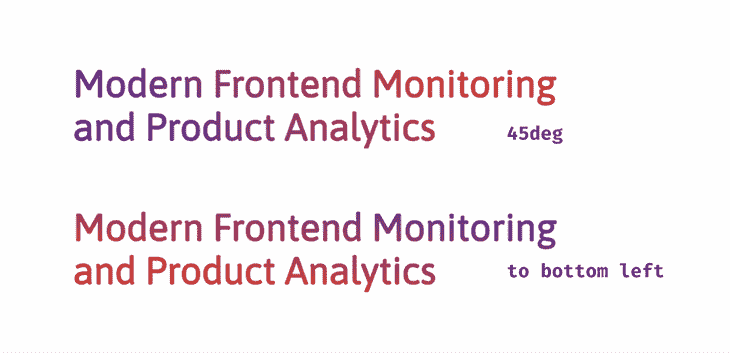 Modern Frontend Monitoring
and Product Analytics
45deg
Modern Frontend Monitoring
and Product Analytics
to bottom left